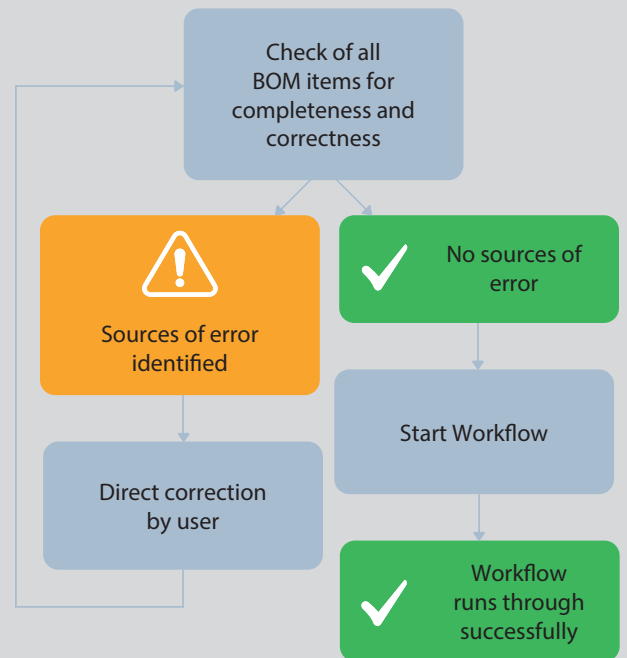 Check of all
BOM items for
completeness and
correctness
Sources of error
identified
No sources of
error
Direct correction
by user
Start Workflow
Workflow
runs through
successfully